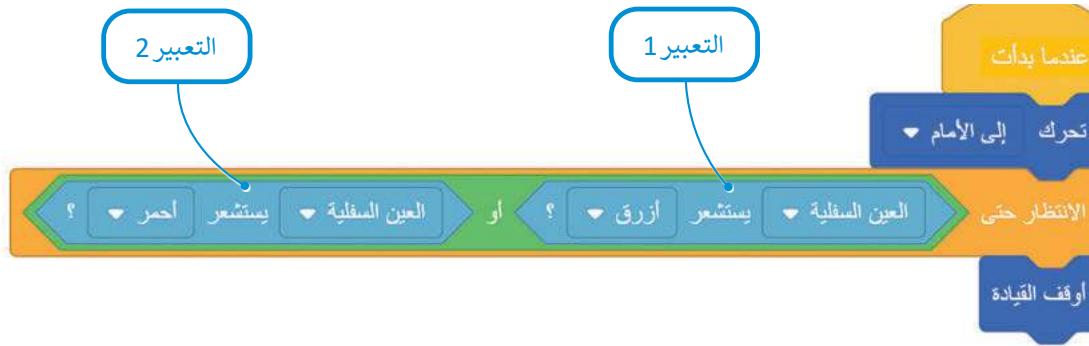 التعبير 1
التعبير 2
عندما بدأت
تحرك إلى الأمام
الانتظار حتى العين السفلية يستشعر أزرق ؟ أو العين السفلية يستشعر أحمر ؟
أوقف القيادة